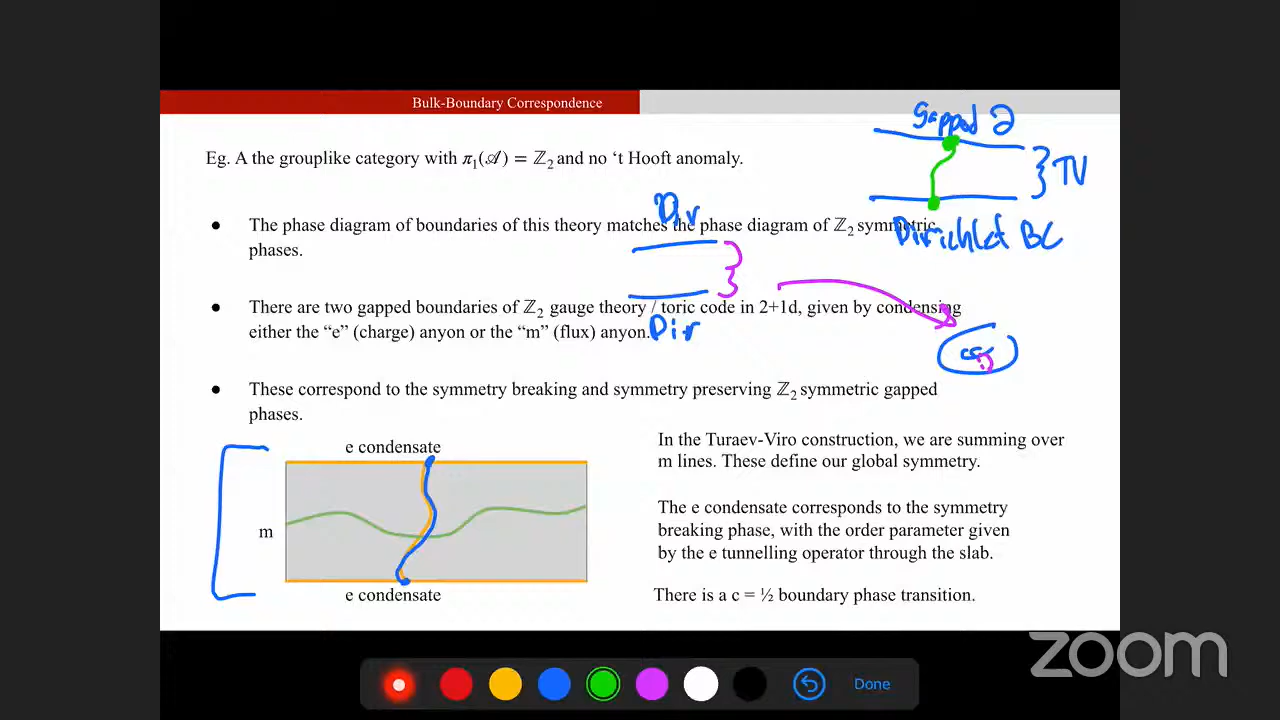 Bulk-Boundary Correspondence
Gapped ∂
Eg. A the grouplike category with π₁(𝒜) = ℤ₂ and no ‘t Hooft anomaly.
TV
Dir
● The phase diagram of boundaries of this theory matches the phase diagram of ℤ₂ symmetric
phases.
Dirichlet BC
● There are two gapped boundaries of ℤ₂ gauge theory / toric code in 2+1d, given by condensing
either the “e” (charge) anyon or the “m” (flux) anyon.
Dir
● These correspond to the symmetry breaking and symmetry preserving ℤ₂ symmetric gapped
phases.
e condensate
m
e condensate
In the Turaev-Viro construction, we are summing over
m lines. These define our global symmetry.
The e condensate corresponds to the symmetry
breaking phase, with the order parameter given
by the e tunnelling operator through the slab.
There is a c = ½ boundary phase transition.
zoom
Done